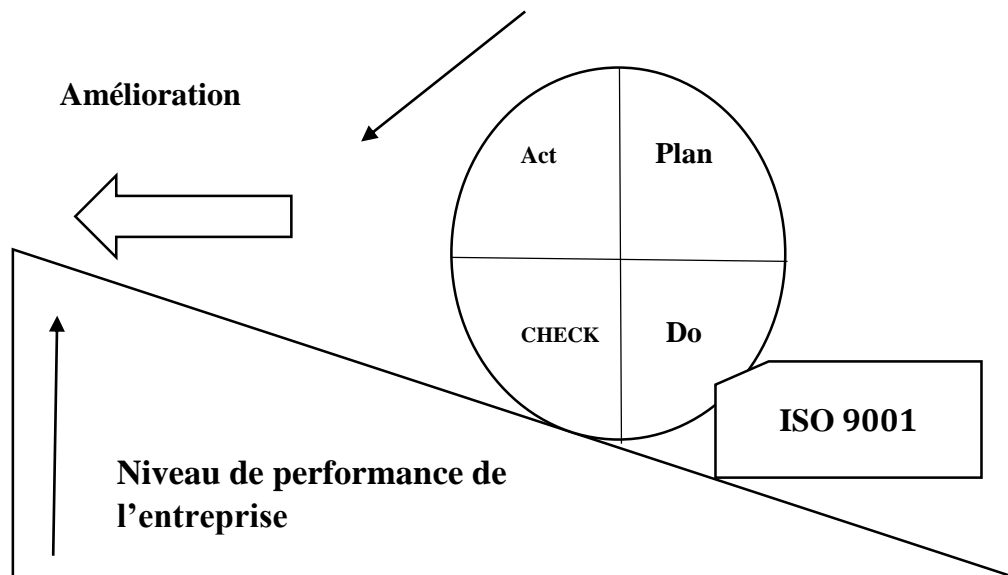 Amélioration
Act
Plan
CHECK
Do
ISO 9001
Niveau de performance de
l’entreprise